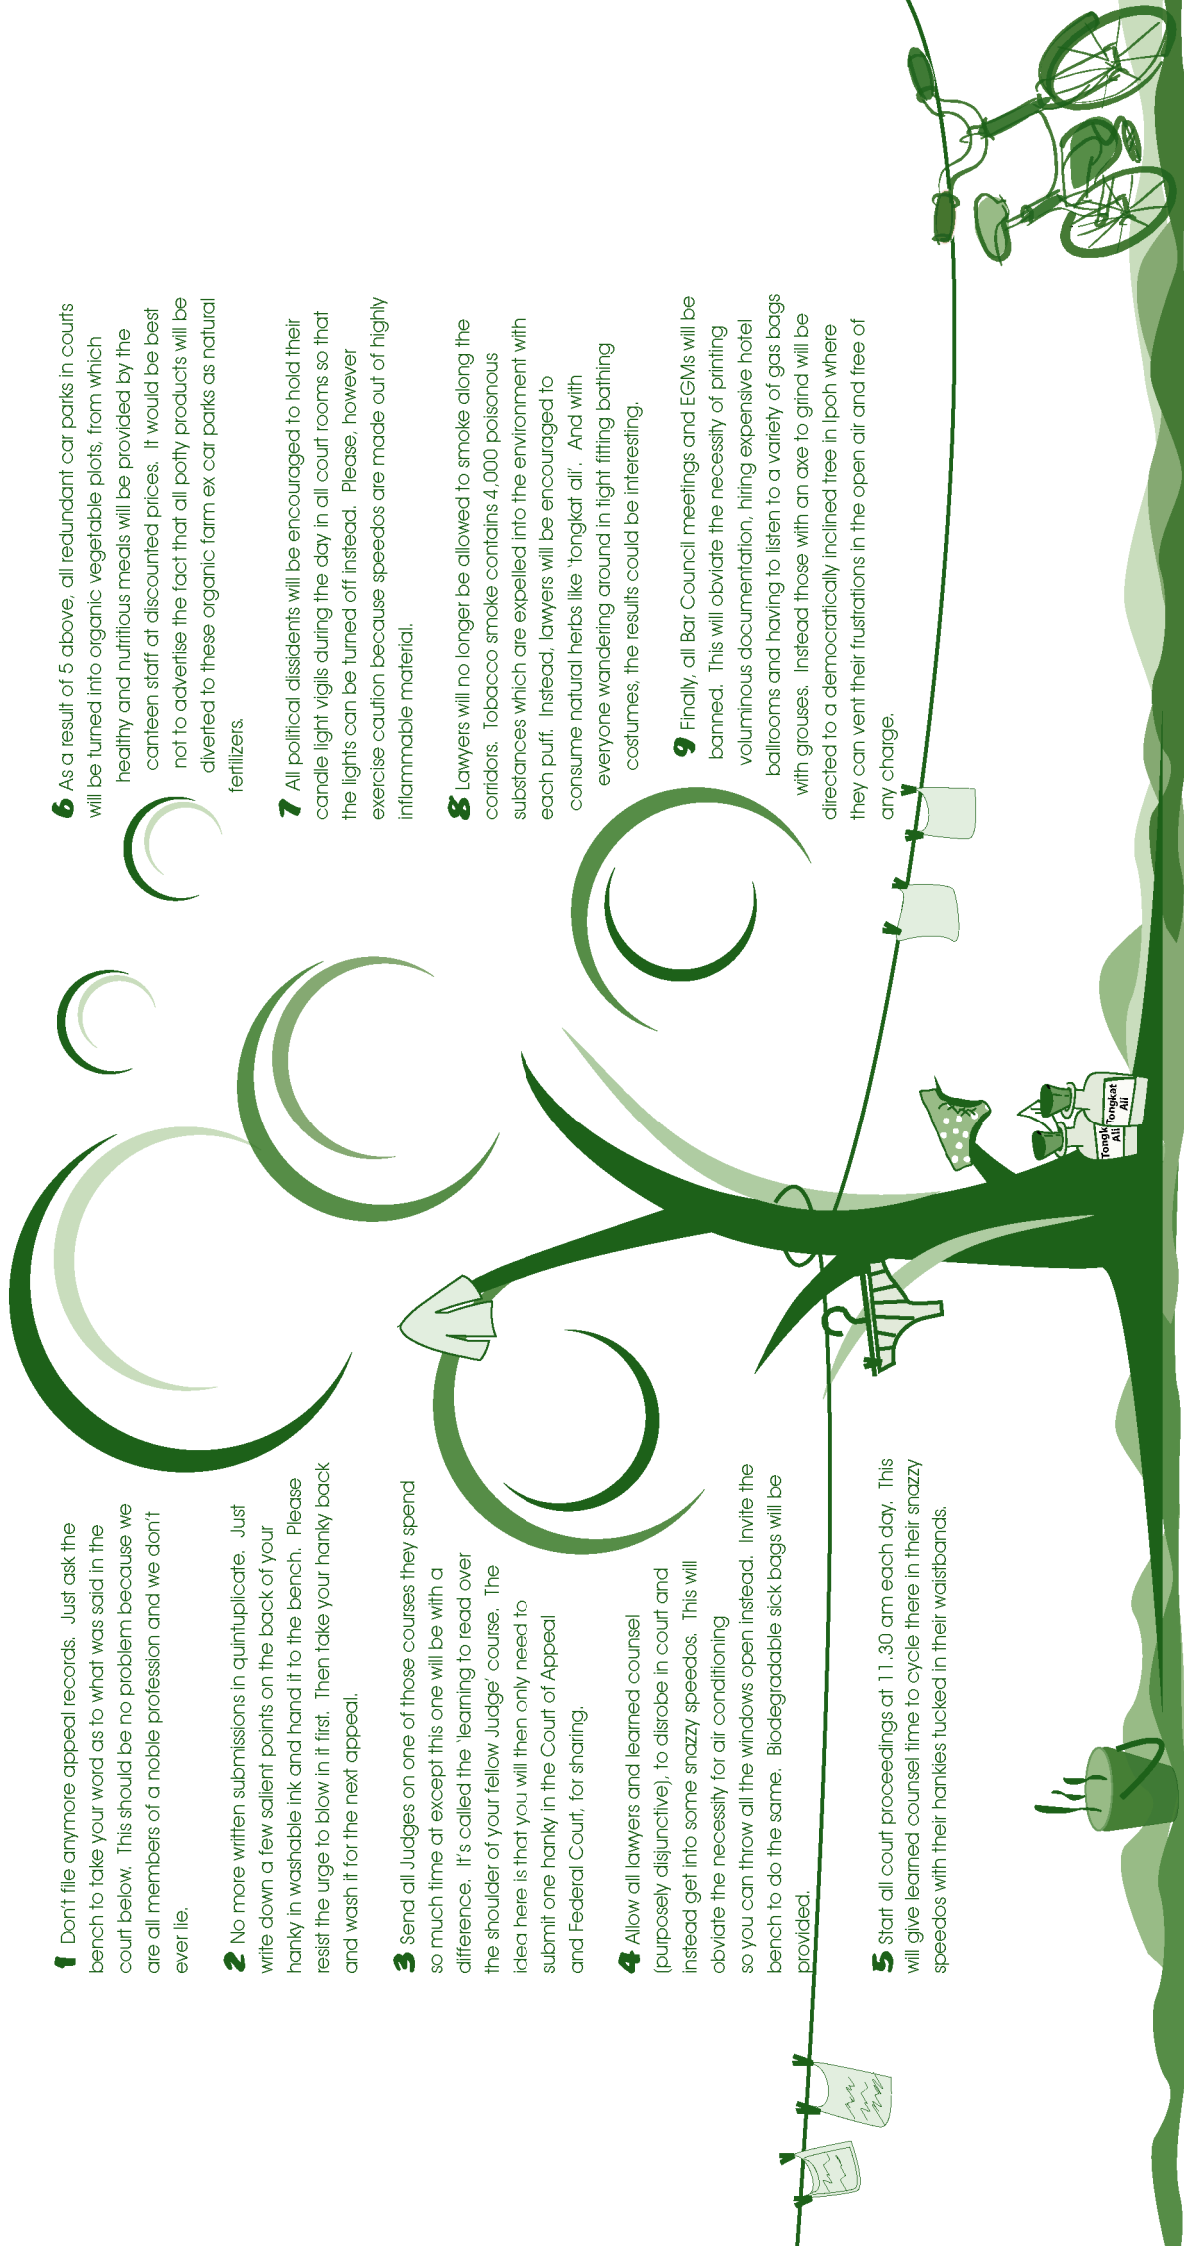 1 Don't file anymore appeal records.  Just ask the
bench to take your word as to what was said in the
court below.  This should be no problem because we
are all members of a noble profession and we don't
ever lie.
2 No more written submissions in quintuplicate.  Just
write down a few salient points on the back of your
hanky in washable ink and hand it to the bench.  Please
resist the urge to blow in it first.  Then take your hanky back
and wash it for the next appeal.
3 Send all Judges on one of those courses they spend
so much time at except this one will be with a
difference.  It's called the 'learning to read over
the shoulder of your fellow Judge' course.  The
idea here is that you will then only need to
submit one hanky in the Court of Appeal
and Federal Court, for sharing.
4 Allow all lawyers and learned counsel
(purposely disjunctive), to disrobe in court and
instead get into some snazzy speedos.  This will
obviate the necessity for air conditioning
so you can throw all the windows open instead.  Invite the
bench to do the same.  Biodegradable sick bags will be
provided.
5 Start all court proceedings at 11.30 am each day.  This
will give learned counsel time to cycle there in their snazzy
speedos with their hankies tucked in their waistbands.
6 As a result of 5 above, all redundant car parks in courts
will be turned into organic vegetable plots, from which
healthy and nutritious meals will be provided by the
canteen staff at discounted prices.  It would be best
not to advertise the fact that all potty products will be
diverted to these organic farm ex car parks as natural
fertilizers.
7 All political dissidents will be encouraged to hold their
candle light vigils during the day in all court rooms so that
the lights can be turned off instead.  Please, however
exercise caution because speedos are made out of highly
inflammable material.
8 Lawyers will no longer be allowed to smoke along the
corridors.  Tobacco smoke contains 4,000 poisonous
substances which are expelled into the environment with
each puff.  Instead, lawyers will be encouraged to
consume natural herbs like 'tongkat ali'.  And with
everyone wandering around in tight fitting bathing
costumes, the results could be interesting.
9 Finally, all Bar Council meetings and EGMs will be
banned.  This will obviate the necessity of printing
voluminous documentation, hiring expensive hotel
ballrooms and having to listen to a variety of gas bags
with grouses.  Instead those with an axe to grind will be
directed to a democratically inclined tree in Ipoh where
they can vent their frustrations in the open air and free of
any charge.
Tongk
Ali
Tongkat
Ali